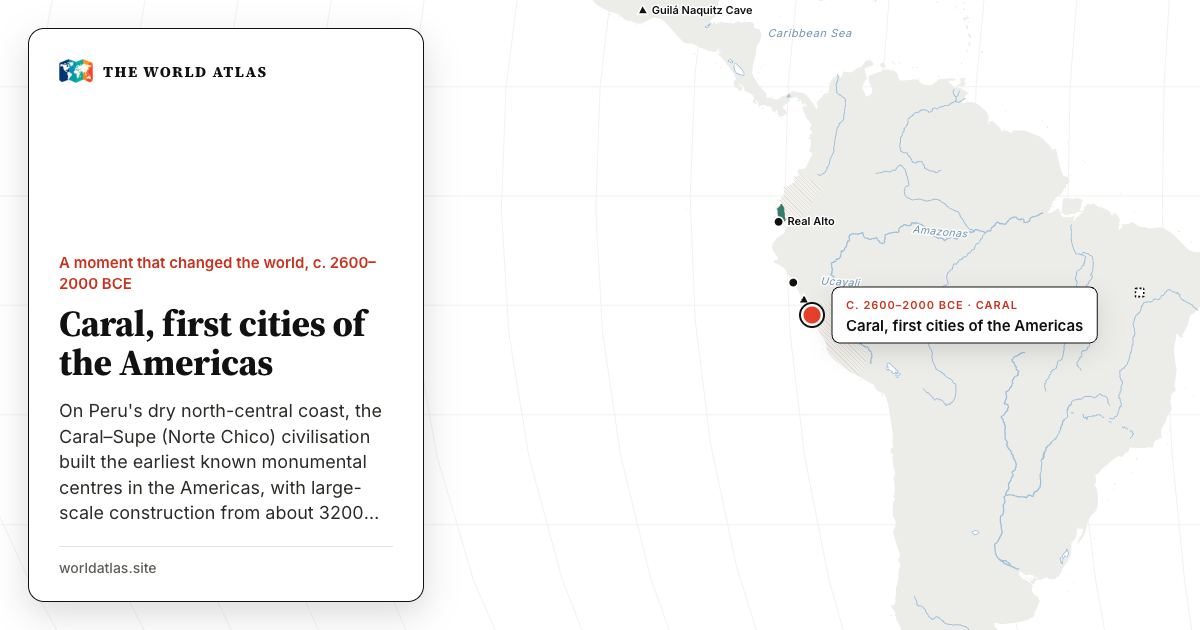 THE WORLD ATLAS
A moment that changed the world, c. 2600–
2000 BCE
Caral, first cities of
the Americas
On Peru's dry north-central coast, the
Caral–Supe (Norte Chico) civilisation
built the earliest known monumental
centres in the Americas, with large-
scale construction from about 3200...
worldatlas.site
Guilá Naquitz Cave
Caribbean Sea
Real Alto
Amazonas
Ucayali
C. 2600–2000 BCE · CARAL
Caral, first cities of the Americas